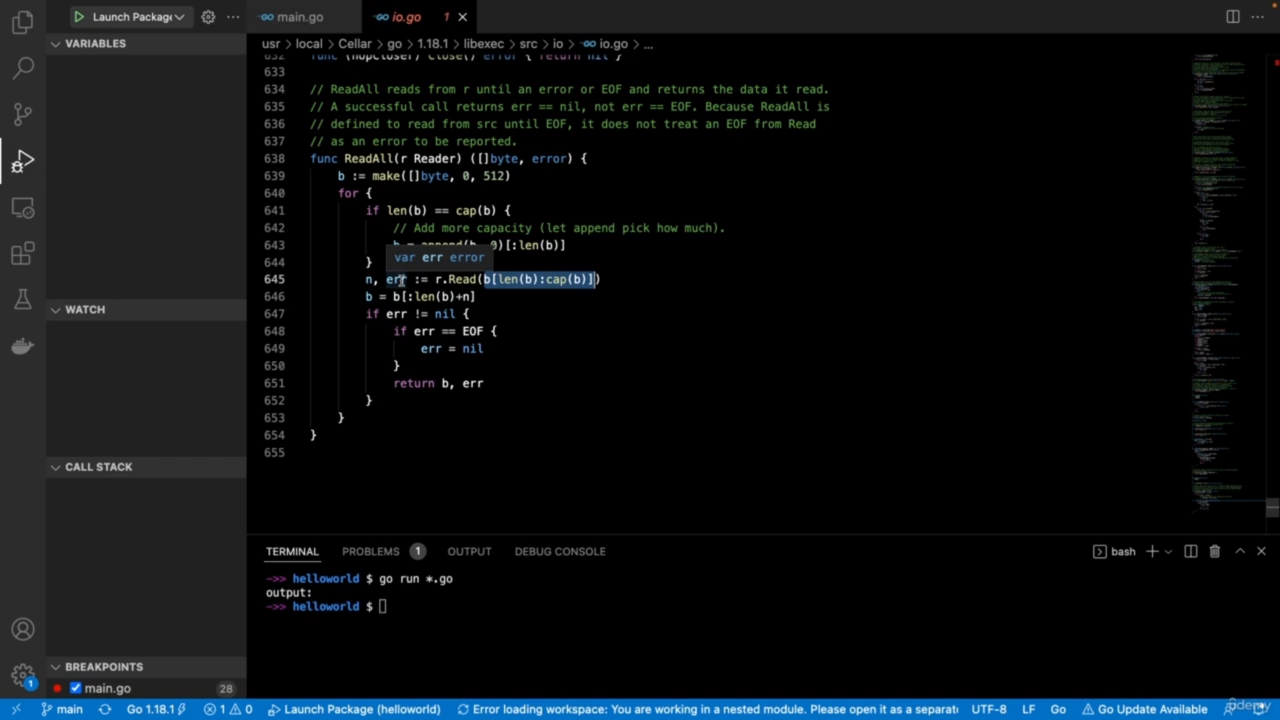 Launch Package
main.go
io.go 1
VARIABLES
usr > local > Cellar > go > 1.18.1 > libexec > src > io > io.go > ...
632 func (nopCloser) Close() error { return nil }
633
634 // ReadAll reads from r until an error or EOF and returns the data it read.
635 // A successful call returns err == nil, not err == EOF. Because ReadAll is
636 // defined to read from src until EOF, it does not treat an EOF from Read
637 // as an error to be reported.
638 func ReadAll(r Reader) ([]byte, error) {
639 b := make([]byte, 0, 512)
640 for {
641 if len(b) == cap(b) {
642 // Add more capacity (let append pick how much).
643 b = append(b, 0)[:len(b)]
}
var err error
645 n, err := r.Read(b[len(b):cap(b)])
646 b = b[:len(b)+n]
647 if err != nil {
648 if err == EOF {
649 err = nil
650 }
651 return b, err
652 }
653 }
654 }
655
WATCH
CALL STACK
BREAKPOINTS
main.go 28
TERMINAL PROBLEMS 1 OUTPUT DEBUG CONSOLE
bash
->> helloworld $ go run *.go
output:
->> helloworld $
1
main Go 1.18.1 1 0 Launch Package (helloworld) Error loading workspace: You are working in a nested module. Please open it as a separat UTF-8 LF Go Go Update Available
udemy